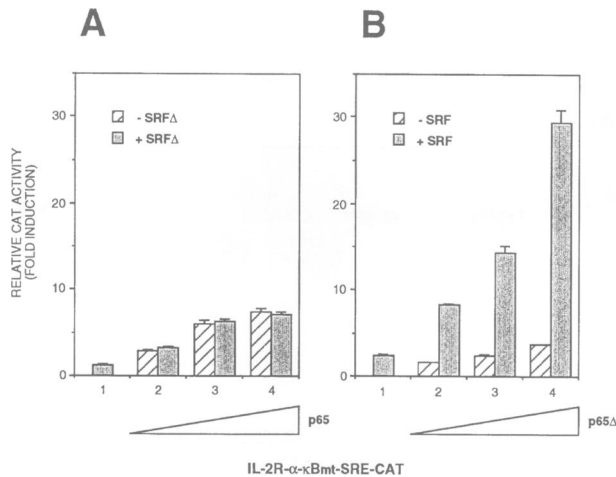 A
B
RELATIVE CAT ACTIVITY
(FOLD INDUCTION)
30
20
10
0
- SRFΔ
+ SRFΔ
1 2 3 4
p65
30
20
10
0
- SRF
+ SRF
1 2 3 4
p65Δ
IL-2R-α-κBmt-SRE-CAT